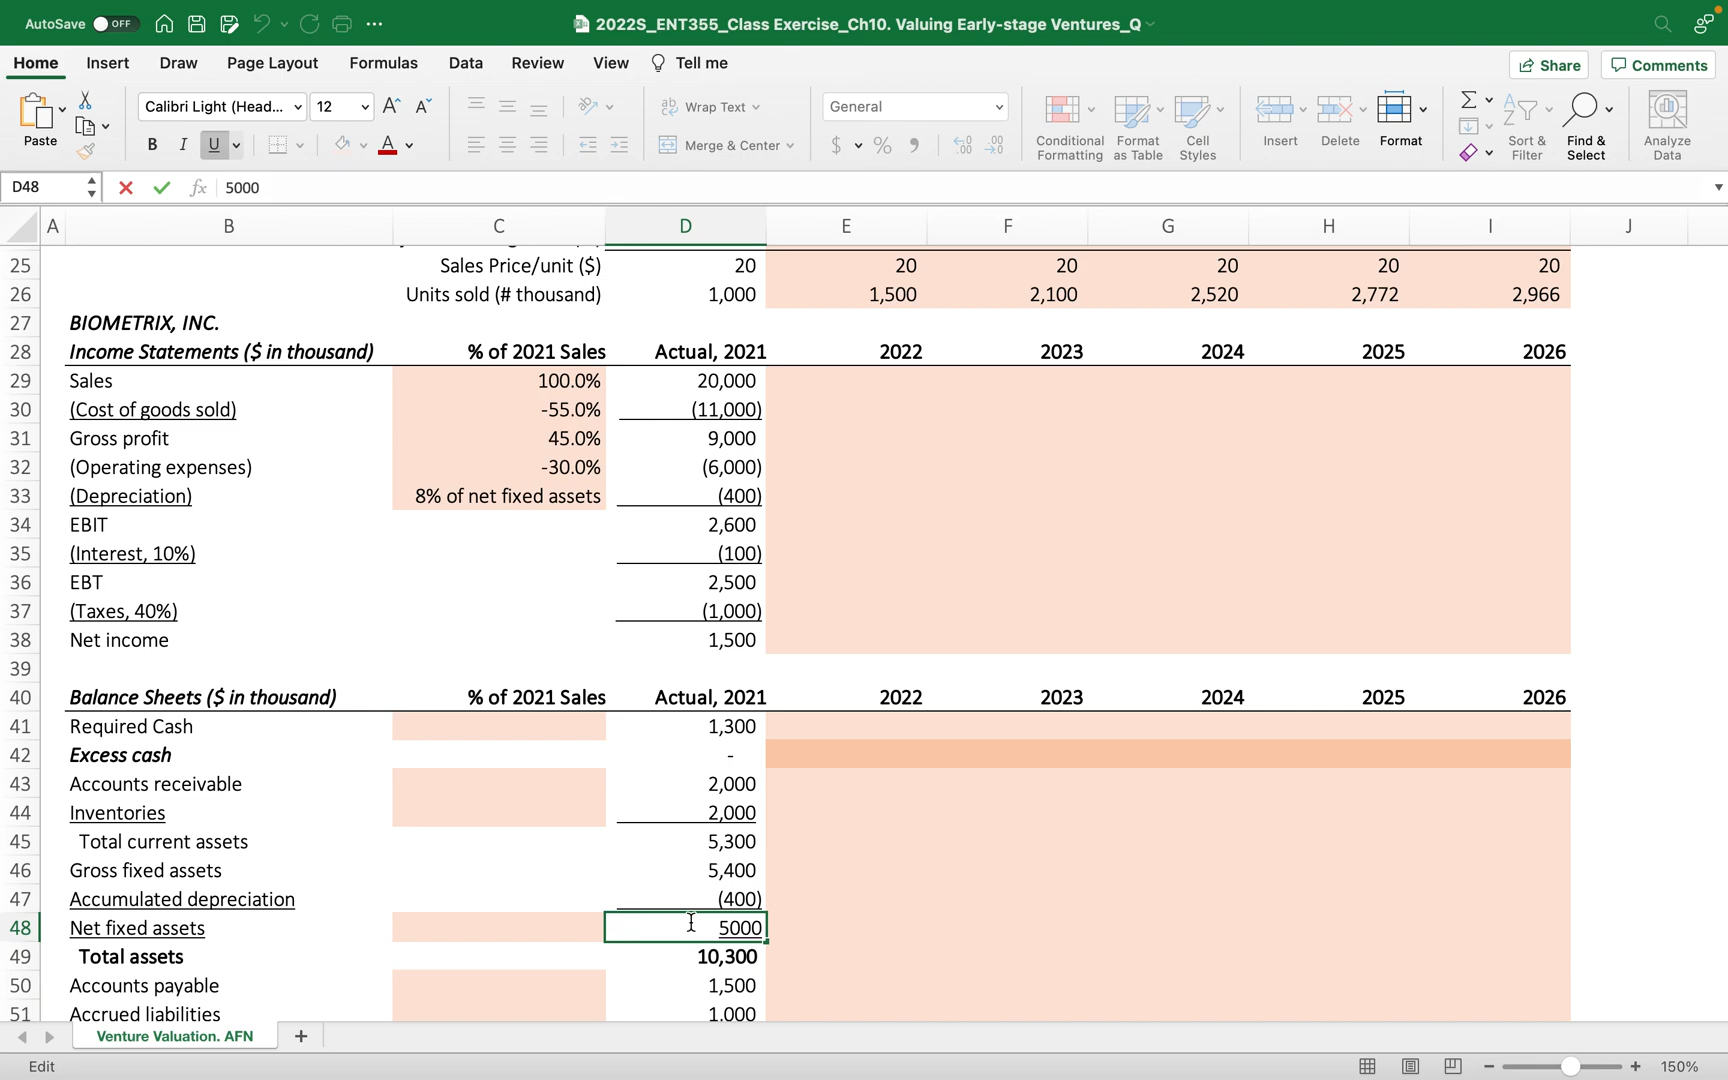 AutoSave OFF 2022S_ENT355_Class Exercise_Ch10. Valuing Early-stage Ventures_Q
Home Insert Draw Page Layout Formulas Data Review View Tell me Share Comments
Paste Calibri Light (Head... 12 A^ A˅ Wrap Text General Conditional Formatting Format as Table Cell Styles Insert Delete Format Sort & Filter Find & Select Analyze Data
B I U A Merge & Center $ % 9
D48 fx 5000
A B C D E F G H I J
25 Sales Price/unit ($) 20 20 20 20 20 20
26 Units sold (# thousand) 1,000 1,500 2,100 2,520 2,772 2,966
27 BIOMETRIX, INC.
28 Income Statements ($ in thousand) % of 2021 Sales Actual, 2021 2022 2023 2024 2025 2026
29 Sales 100.0% 20,000
30 (Cost of goods sold) -55.0% (11,000)
31 Gross profit 45.0% 9,000
32 (Operating expenses) -30.0% (6,000)
33 (Depreciation) 8% of net fixed assets (400)
34 EBIT 2,600
35 (Interest, 10%) (100)
36 EBT 2,500
37 (Taxes, 40%) (1,000)
38 Net income 1,500
39
40 Balance Sheets ($ in thousand) % of 2021 Sales Actual, 2021 2022 2023 2024 2025 2026
41 Required Cash 1,300
42 Excess cash -
43 Accounts receivable 2,000
44 Inventories 2,000
45 Total current assets 5,300
46 Gross fixed assets 5,400
47 Accumulated depreciation (400)
48 Net fixed assets 5000
49 Total assets 10,300
50 Accounts payable 1,500
51 Accrued liabilities 1,000
Venture Valuation. AFN
Edit 150%